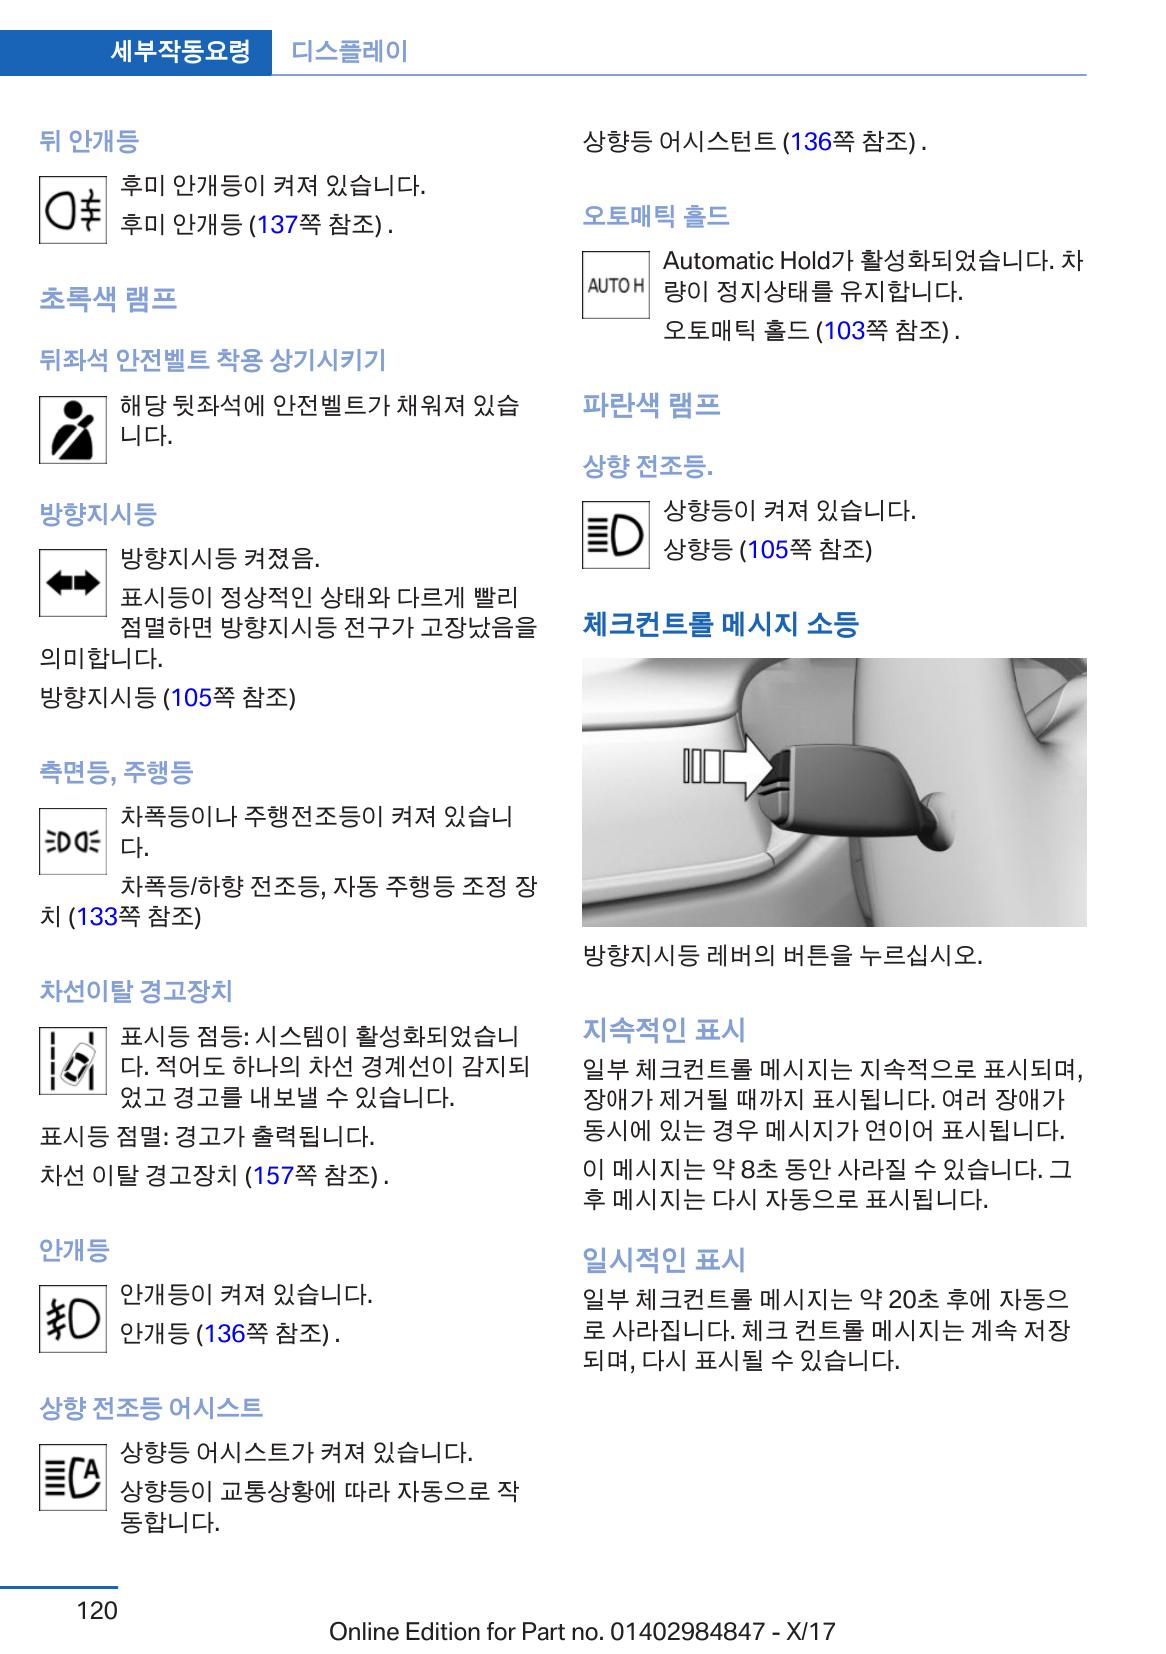 세부작동요령 디스플레이
뒤 안개등
후미 안개등이 켜져 있습니다.
후미 안개등 (137쪽 참조) .
초록색 램프
뒤좌석 안전벨트 착용 상기시키기
해당 뒷좌석에 안전벨트가 채워져 있습
니다.
방향지시등
방향지시등 켜졌음.
표시등이 정상적인 상태와 다르게 빨리
점멸하면 방향지시등 전구가 고장났음을
의미합니다.
방향지시등 (105쪽 참조)
측면등, 주행등
차폭등이나 주행전조등이 켜져 있습니
다.
차폭등/하향 전조등, 자동 주행등 조정 장
치 (133쪽 참조)
차선이탈 경고장치
표시등 점등: 시스템이 활성화되었습니
다. 적어도 하나의 차선 경계선이 감지되
었고 경고를 내보낼 수 있습니다.
표시등 점멸: 경고가 출력됩니다.
차선 이탈 경고장치 (157쪽 참조) .
안개등
안개등이 켜져 있습니다.
안개등 (136쪽 참조) .
상향 전조등 어시스트
A
상향등 어시스트가 켜져 있습니다.
상향등이 교통상황에 따라 자동으로 작
동합니다.
상향등 어시스턴트 (136쪽 참조) .
오토매틱 홀드
AUTO H
Automatic Hold가 활성화되었습니다. 차
량이 정지상태를 유지합니다.
오토매틱 홀드 (103쪽 참조) .
파란색 램프
상향 전조등.
상향등이 켜져 있습니다.
상향등 (105쪽 참조)
체크컨트롤 메시지 소등
방향지시등 레버의 버튼을 누르십시오.
지속적인 표시
일부 체크컨트롤 메시지는 지속적으로 표시되며,
장애가 제거될 때까지 표시됩니다. 여러 장애가
동시에 있는 경우 메시지가 연이어 표시됩니다.
이 메시지는 약 8초 동안 사라질 수 있습니다. 그
후 메시지는 다시 자동으로 표시됩니다.
일시적인 표시
일부 체크컨트롤 메시지는 약 20초 후에 자동으
로 사라집니다. 체크 컨트롤 메시지는 계속 저장
되며, 다시 표시될 수 있습니다.
120
Online Edition for Part no. 01402984847 - X/17